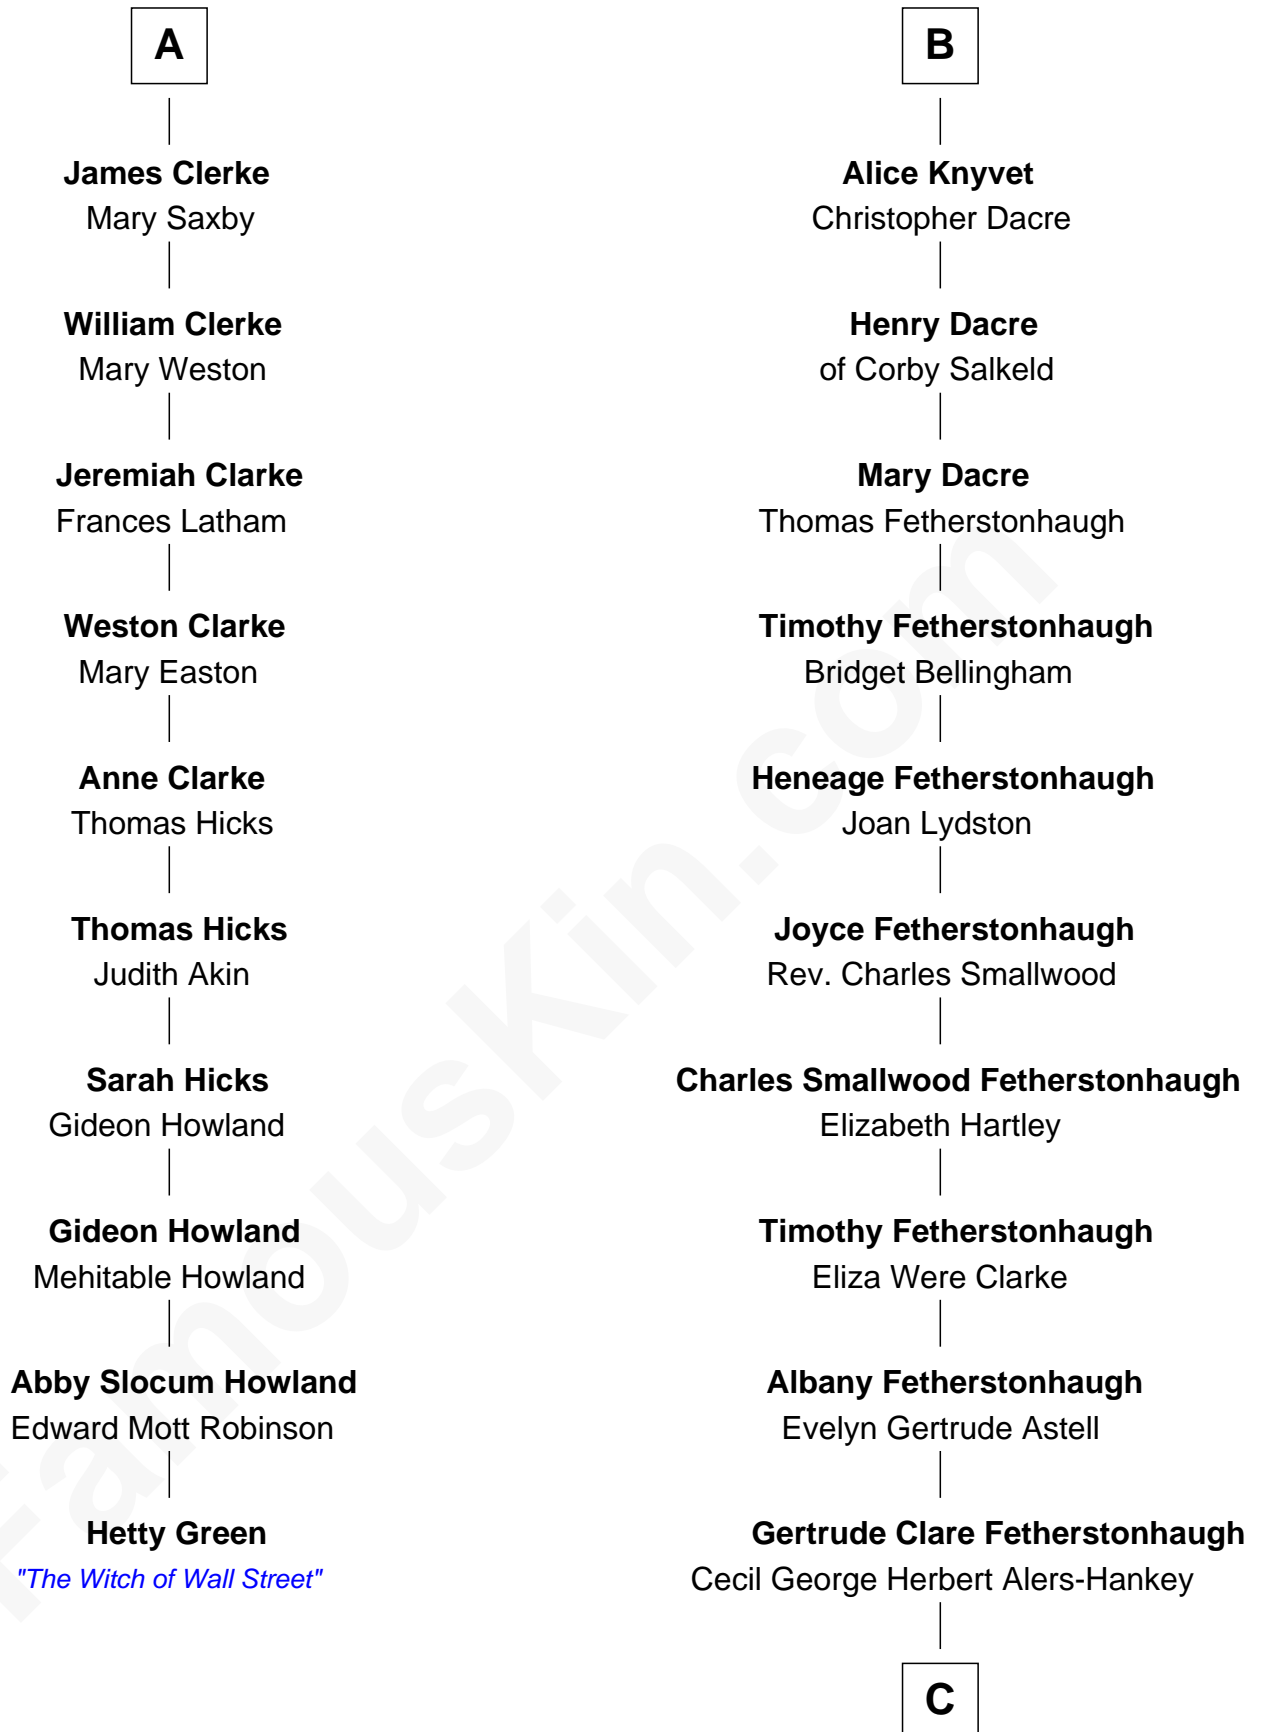 A
James Clerke
Mary Saxby
William Clerke
Mary Weston
Jeremiah Clarke
Frances Latham
Weston Clarke
Mary Easton
Anne Clarke
Thomas Hicks
Thomas Hicks
Judith Akin
Sarah Hicks
Gideon Howland
Gideon Howland
Mehitable Howland
Abby Slocum Howland
Edward Mott Robinson
Hetty Green
"The Witch of Wall Street"
B
Alice Knyvet
Christopher Dacre
Henry Dacre
of Corby Salkeld
Mary Dacre
Thomas Fetherstonhaugh
Timothy Fetherstonhaugh
Bridget Bellingham
Heneage Fetherstonhaugh
Joan Lydston
Joyce Fetherstonhaugh
Rev. Charles Smallwood
Charles Smallwood Fetherstonhaugh
Elizabeth Hartley
Timothy Fetherstonhaugh
Eliza Were Clarke
Albany Fetherstonhaugh
Evelyn Gertrude Astell
Gertrude Clare Fetherstonhaugh
Cecil George Herbert Alers-Hankey
C
FamousKin.com